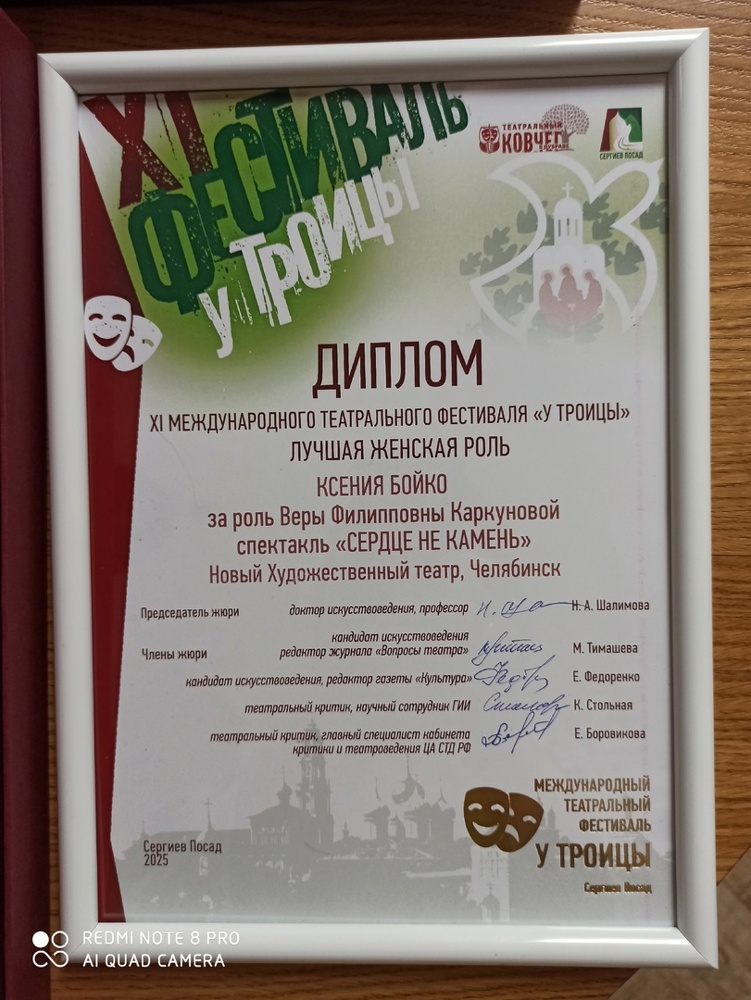 XI
ФЕСТИВАЛЬ
У ТРОИЦЫ
ТЕАТРАЛЬНЫЙ
КОВЧЕГ
СЕРГИЕВ ПОСАД
ДИПЛОМ
XI МЕЖДУНАРОДНОГО ТЕАТРАЛЬНОГО ФЕСТИВАЛЯ «У ТРОИЦЫ»
ЛУЧШАЯ ЖЕНСКАЯ РОЛЬ
КСЕНИЯ БОЙКО
за роль Веры Филипповны Каркуновой
спектакль «СЕРДЦЕ НЕ КАМЕНЬ»
Новый Художественный театр, Челябинск
Председатель жюри доктор искусствоведения, профессор Н. А. Шалимова
кандидат искусствоведения
Члены жюри редактор журнала «Вопросы театра» М. Тимашева
кандидат искусствоведения, редактор газеты «Культура» Е. Федоренко
театральный критик, научный сотрудник ГИИ К. Стольная
театральный критик, главный специалист кабинета
критики и театроведения ЦА СТД РФ Е. Боровикова
МЕЖДУНАРОДНЫЙ
ТЕАТРАЛЬНЫЙ
ФЕСТИВАЛЬ
У ТРОИЦЫ
Сергиев Посад
Сергиев Посад
2025
REDMI NOTE 8 PRO
AI QUAD CAMERA